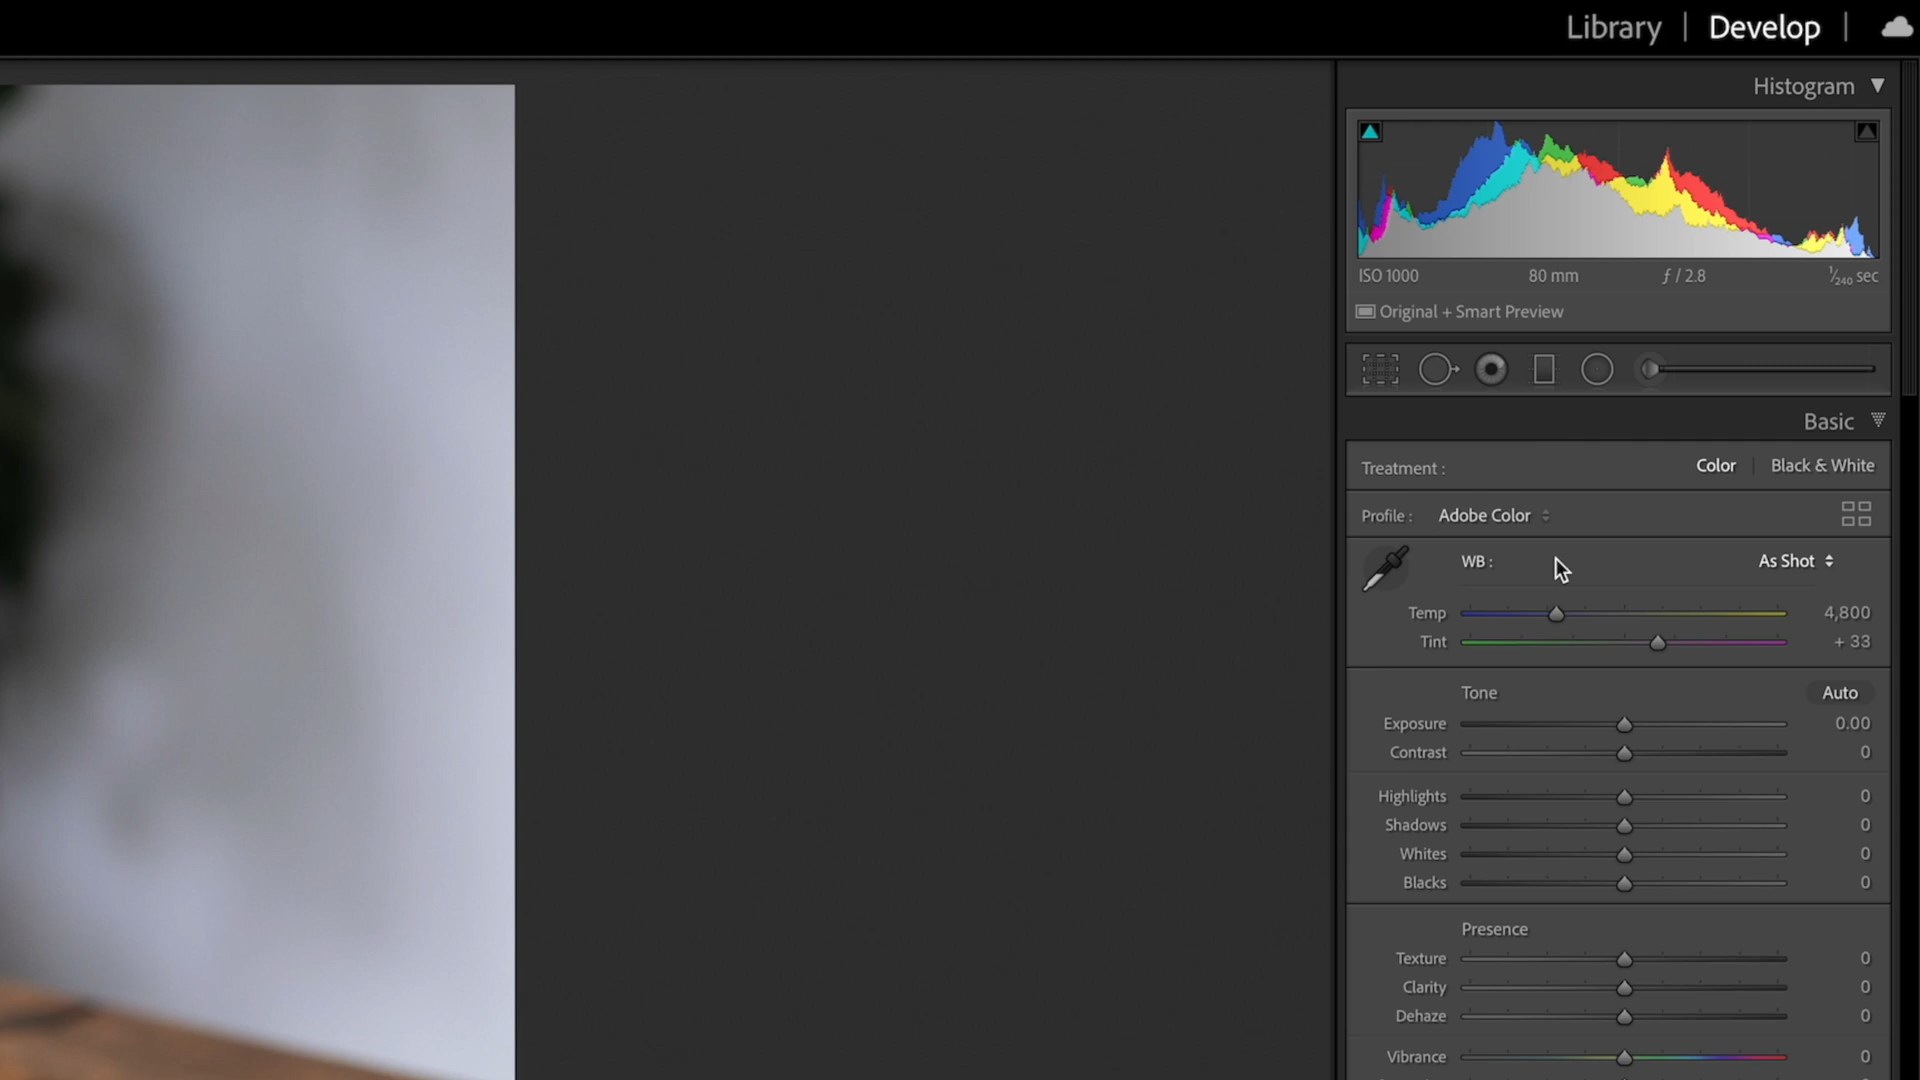 Library | Develop |
Histogram
ISO 1000 80 mm ƒ / 2.8 1/240 sec
Original + Smart Preview
Basic
Treatment : Color | Black & White
Profile : Adobe Color
WB : As Shot
Temp 4,800
Tint + 33
Tone Auto
Exposure 0.00
Contrast 0
Highlights 0
Shadows 0
Whites 0
Blacks 0
Presence
Texture 0
Clarity 0
Dehaze 0
Vibrance 0